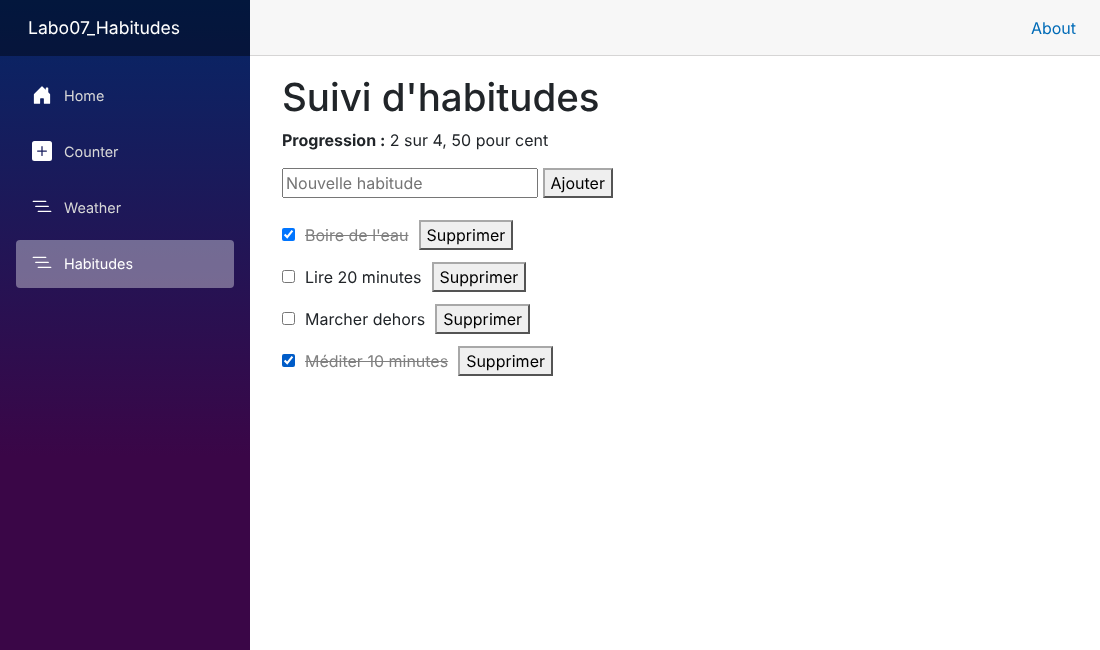 Labo07_Habitudes
About
Home
Counter
Weather
Habitudes
Suivi d'habitudes
Progression : 2 sur 4, 50 pour cent
Nouvelle habitude Ajouter
Boire de l'eau Supprimer
Lire 20 minutes Supprimer
Marcher dehors Supprimer
Méditer 10 minutes Supprimer